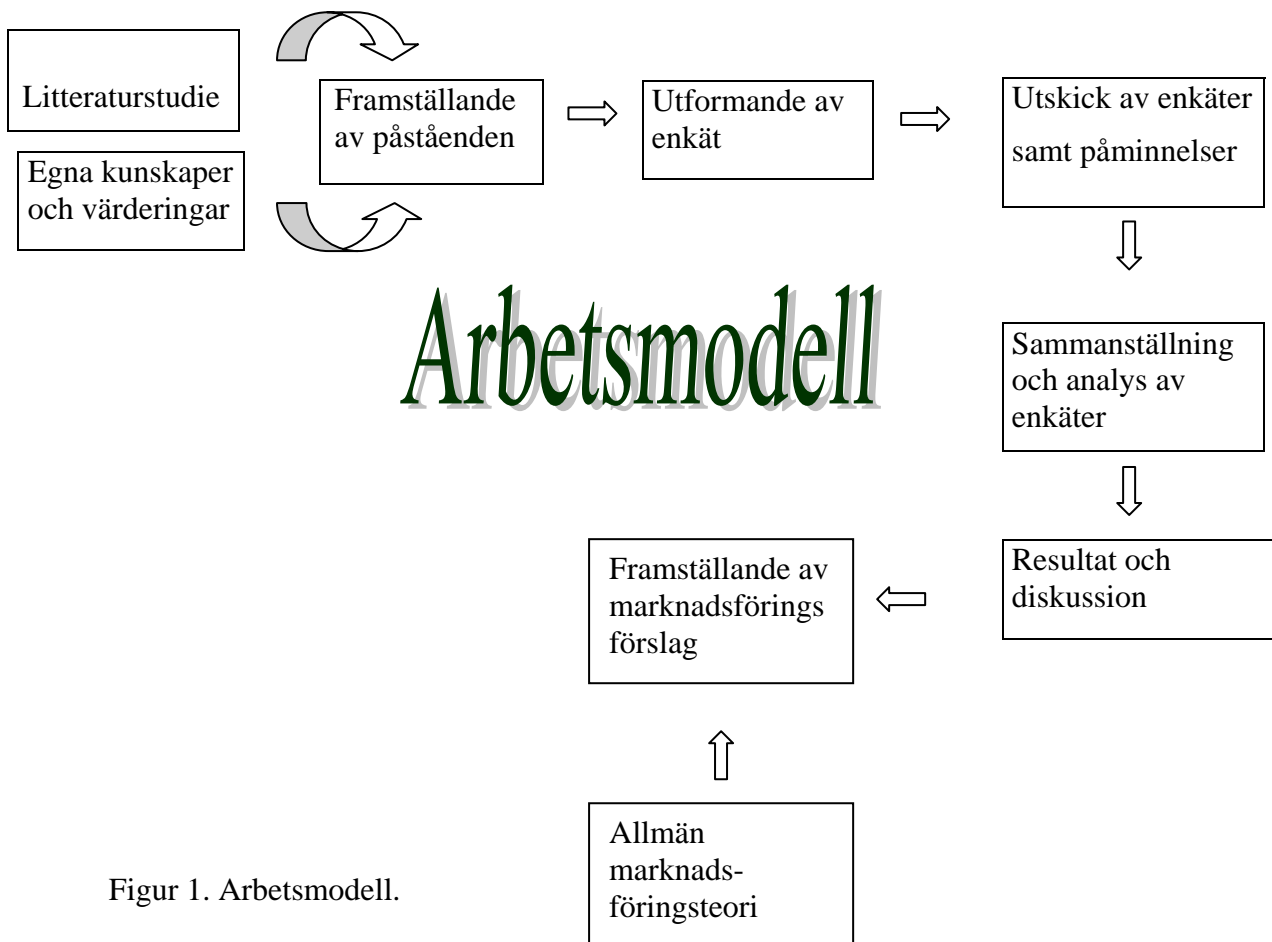 Litteraturstudie
Egna kunskaper
och värderingar
Framställande
av påståenden
Utformande av
enkät
Utskick av enkäter
samt påminnelser
Arbetsmodell
Sammanställning
och analys av
enkäter
Resultat och
diskussion
Framställande av
marknadsförings
förslag
Allmän
marknads-
föringsteori
Figur 1. Arbetsmodell.